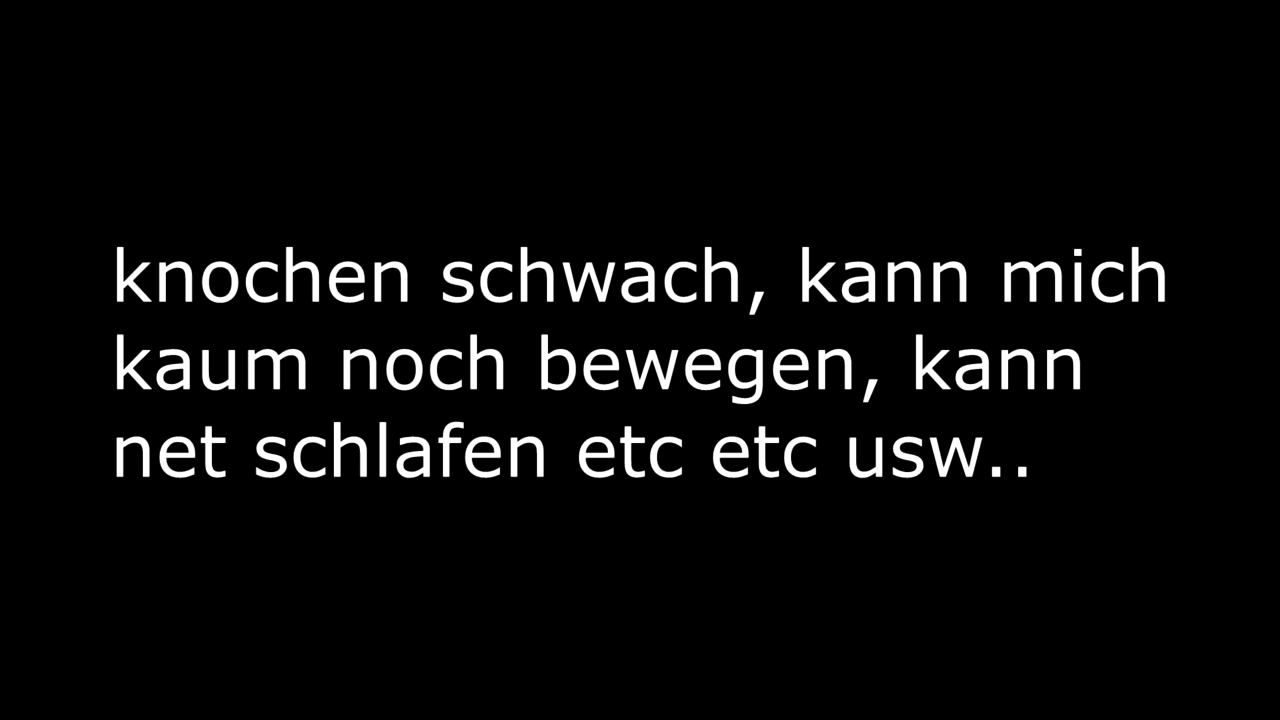 knochen schwach, kann mich
kaum noch bewegen, kann
net schlafen etc etc usw..